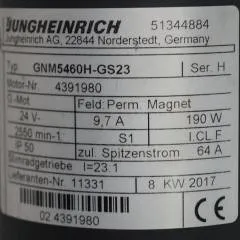 JUNGHEINRICH 51344884
Jungheinrich AG, 22844 Norderstedt, Germany
Typ GNM5460H-GS23 Ser. H
Motor-Nr. 4391980
G.-Mot. Feld: Perm. Magnet
24 V- 9,7 A 190 W
2550 min-1 S1 I.CL F
IP 50 zul. Spitzenstrom 64 A
Stirnradgetriebe I=23.1
Lieferanten-Nr. 11331 8 KW 2017
02 4391980 CE